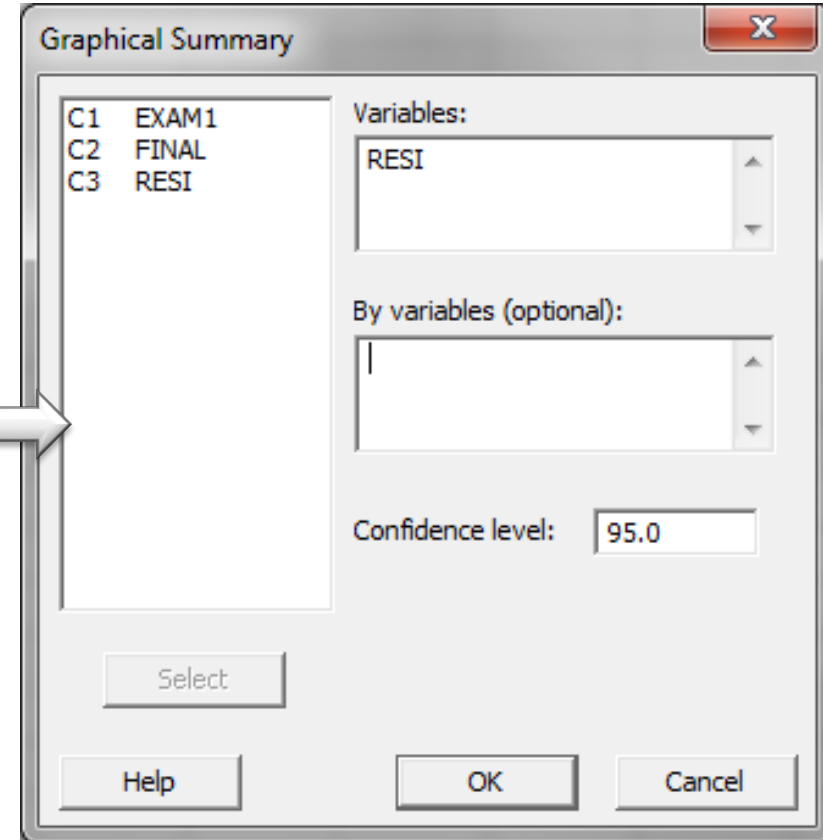 Graphical Summary
C1 EXAM1
C2 FINAL
C3 RESI
Variables:
RESI
By variables (optional):
Confidence level: 95.0
Select
Help OK Cancel